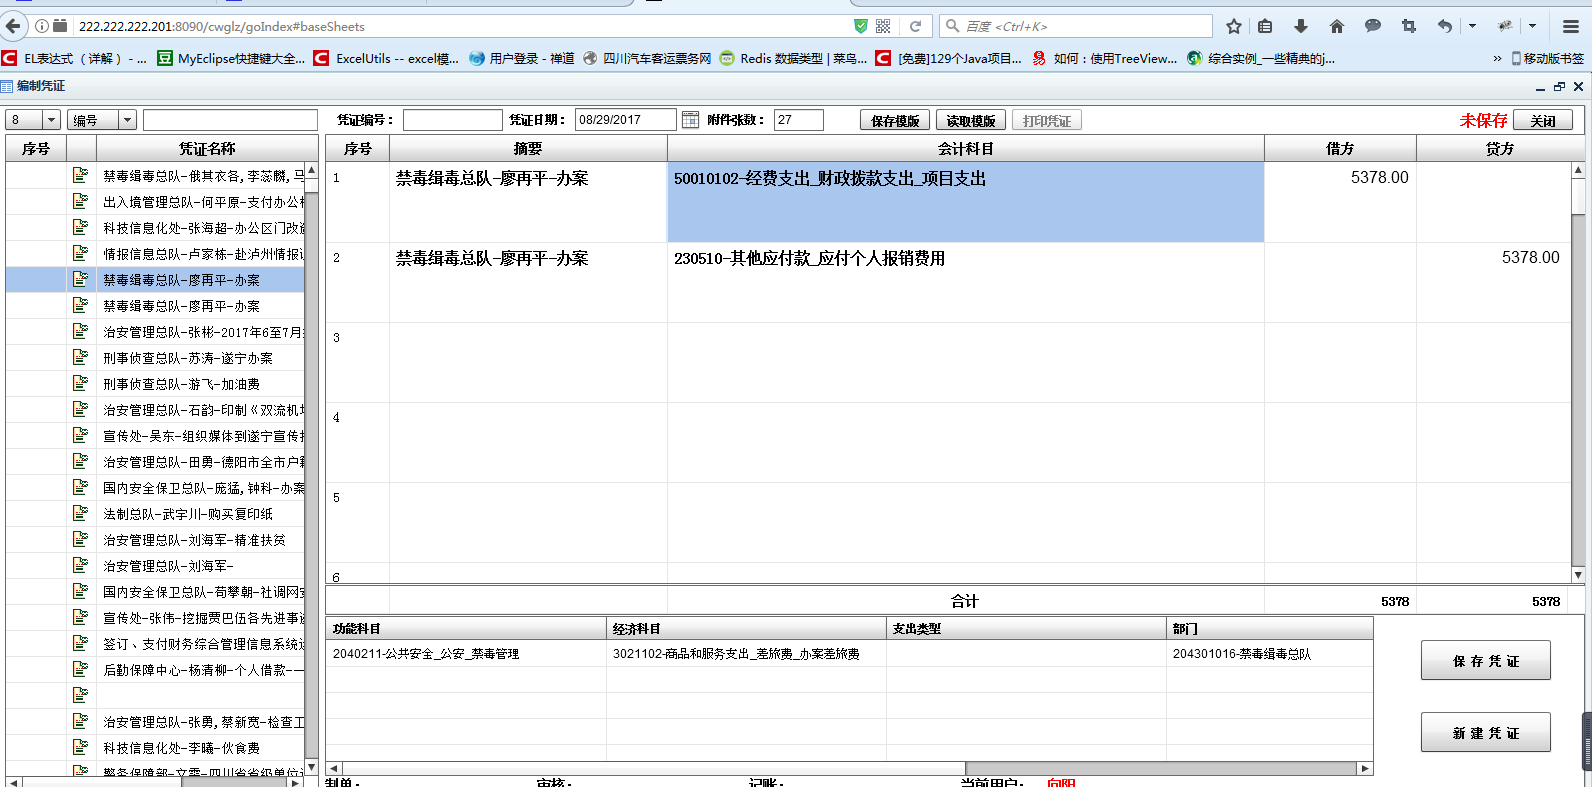 222.222.222.201:8090/cwglz/goIndex#baseSheets
百度 <Ctrl+K>
EL表达式 （详解） - ...
MyEclipse快捷键大全...
ExcelUtils -- excel模...
用户登录 - 禅道
四川汽车客运票务网
Redis 数据类型 | 菜鸟...
[免费]129个Java项目...
如何：使用TreeView...
综合实例_一些精典的j...
»
移动版书签
编制凭证
8 编号 凭证编号： 凭证日期： 08/29/2017 附件张数： 27 保存模版 读取模版 打印凭证 未保存 关闭
序号 凭证名称
禁毒缉毒总队-俄其衣各,李蕊麟,马
出入境管理总队-何平原-支付办公
科技信息化处-张海超-办公区门改
情报信息总队-卢家栋-赴泸州情报
禁毒缉毒总队-廖再平-办案
禁毒缉毒总队-廖再平-办案
治安管理总队-张彬-2017年6至7月
刑事侦查总队-苏涛-遂宁办案
刑事侦查总队-游飞-加油费
治安管理总队-石韵-印制《双流机
宣传处-吴东-组织媒体到遂宁宣传
治安管理总队-田勇-德阳市全市户
国内安全保卫总队-庞猛,钟科-办案
法制总队-武宇川-购买复印纸
治安管理总队-刘海军-精准扶贫
治安管理总队-刘海军-
国内安全保卫总队-苟攀朝-社调网
宣传处-张伟-挖掘贾巴伍各先进事
签订、支付财务综合管理信息系统
后勤保障中心-杨清柳-个人借款-一
治安管理总队-张勇,蔡新宽-检查工
科技信息化处-李曦-伙食费
警务保障部-文霞-四川省省级单位
序号 摘要 会计科目 借方 贷方
1 禁毒缉毒总队-廖再平-办案 50010102-经费支出_财政拨款支出_项目支出 5378.00
2 禁毒缉毒总队-廖再平-办案 230510-其他应付款_应付个人报销费用 5378.00
3
4
5
6
合计 5378 5378
功能科目 经济科目 支出类型 部门
2040211-公共安全_公安_禁毒管理 3021102-商品和服务支出_差旅费_办案差旅费 204301016-禁毒缉毒总队
保存凭证
新建凭证
制单： 审核： 记账： 当前用户： 向阳